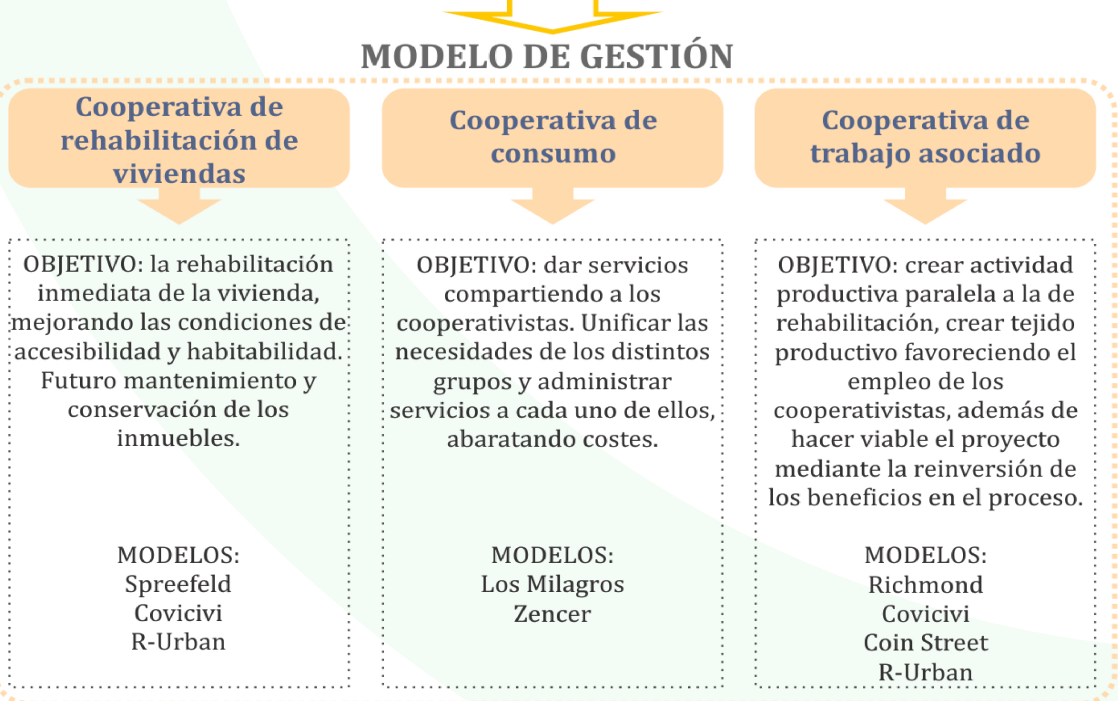 MODELO DE GESTIÓN
Cooperativa de
rehabilitación de
viviendas
OBJETIVO: la rehabilitación
inmediata de la vivienda,
mejorando las condiciones de
accesibilidad y habitabilidad.
Futuro mantenimiento y
conservación de los
inmuebles.
MODELOS:
Spreefeld
Covicivi
R-Urban
Cooperativa de
consumo
OBJETIVO: dar servicios
compartiendo a los
cooperativistas. Unificar las
necesidades de los distintos
grupos y administrar
servicios a cada uno de ellos,
abaratando costes.
MODELOS:
Los Milagros
Zencer
Cooperativa de
trabajo asociado
OBJETIVO: crear actividad
productiva paralela a la de
rehabilitación, crear tejido
productivo favoreciendo el
empleo de los
cooperativistas, además de
hacer viable el proyecto
mediante la reinversión de
los beneficios en el proceso.
MODELOS:
Richmond
Covicivi
Coin Street
R-Urban